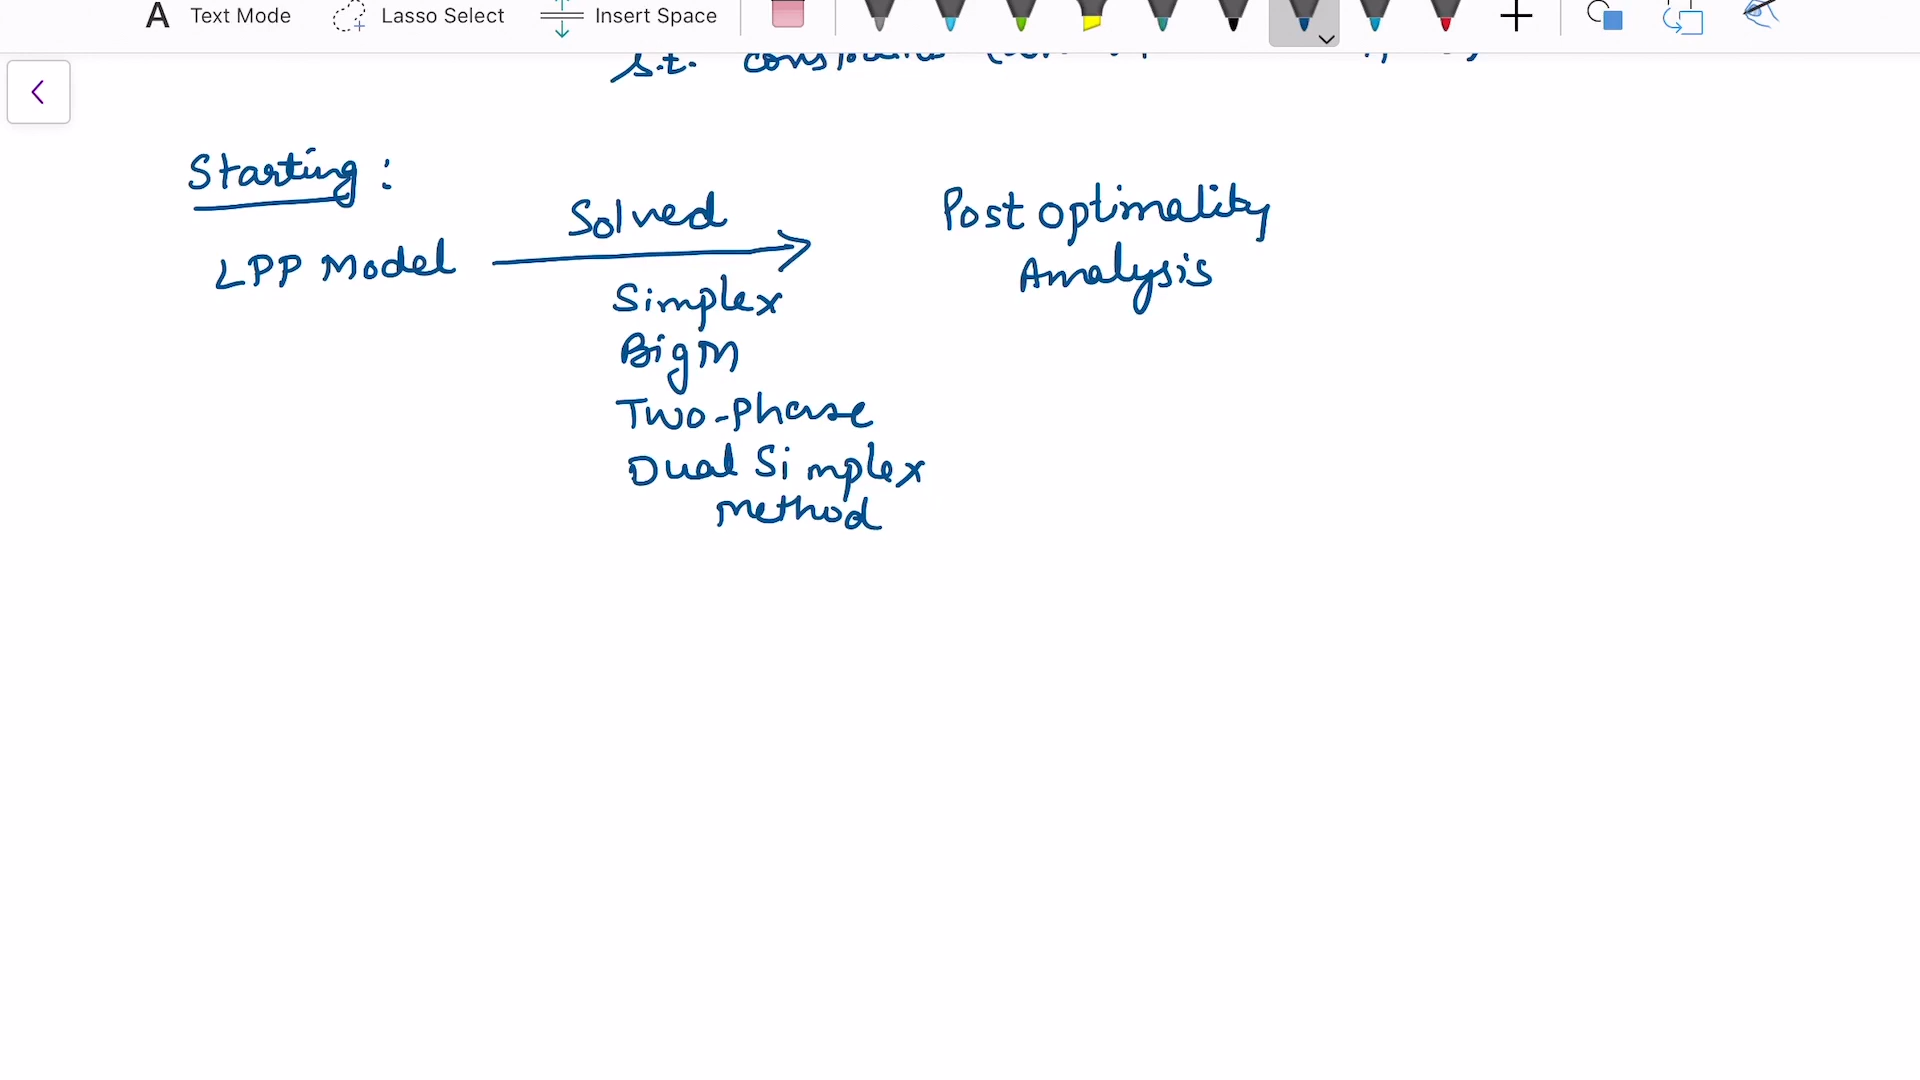 Text Mode Lasso Select Insert Space
s.t.
Starting :
Solved
LPP Model
Post Optimality
Analysis
Simplex
Big M
Two-Phase
Dual Simplex
method